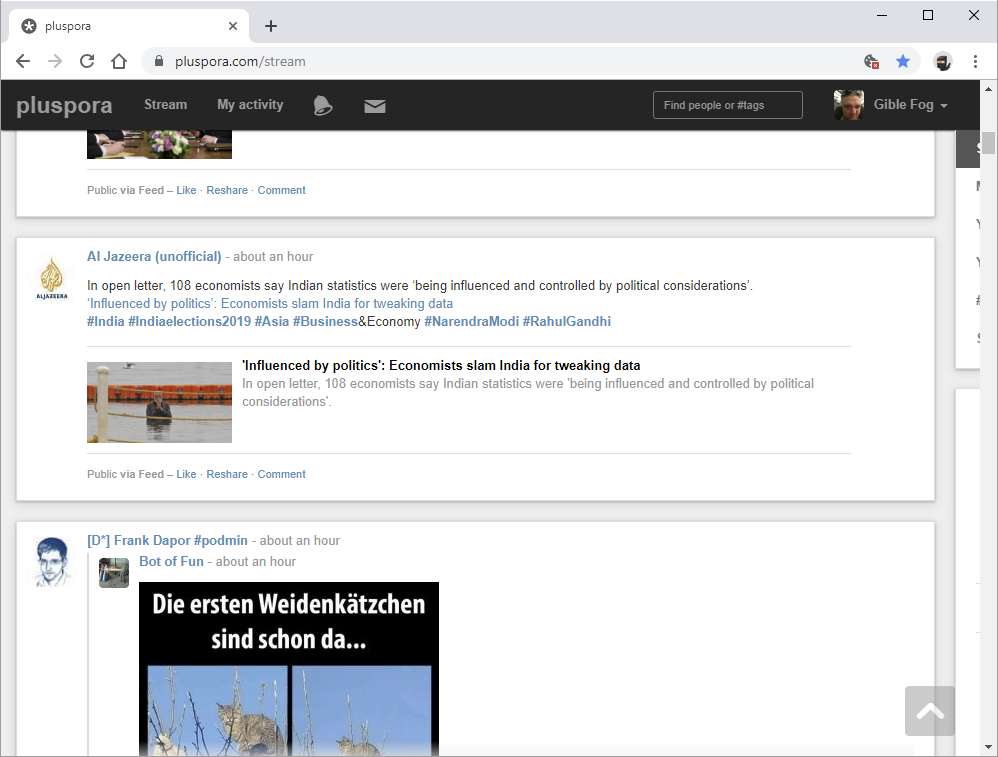 pluspora
pluspora.com/stream
pluspora Stream My activity Find people or #tags Gible Fog
Public via Feed – Like · Reshare · Comment
Al Jazeera (unofficial) - about an hour
ALJAZEERA
In open letter, 108 economists say Indian statistics were ‘being influenced and controlled by political considerations’.
‘Influenced by politics’: Economists slam India for tweaking data
#India #Indiaelections2019 #Asia #Business&Economy #NarendraModi #RahulGandhi
'Influenced by politics': Economists slam India for tweaking data
In open letter, 108 economists say Indian statistics were 'being influenced and controlled by political
considerations'.
Public via Feed – Like · Reshare · Comment
[D*] Frank Dapor #podmin - about an hour
Bot of Fun - about an hour
Die ersten Weidenkätzchen
sind schon da...